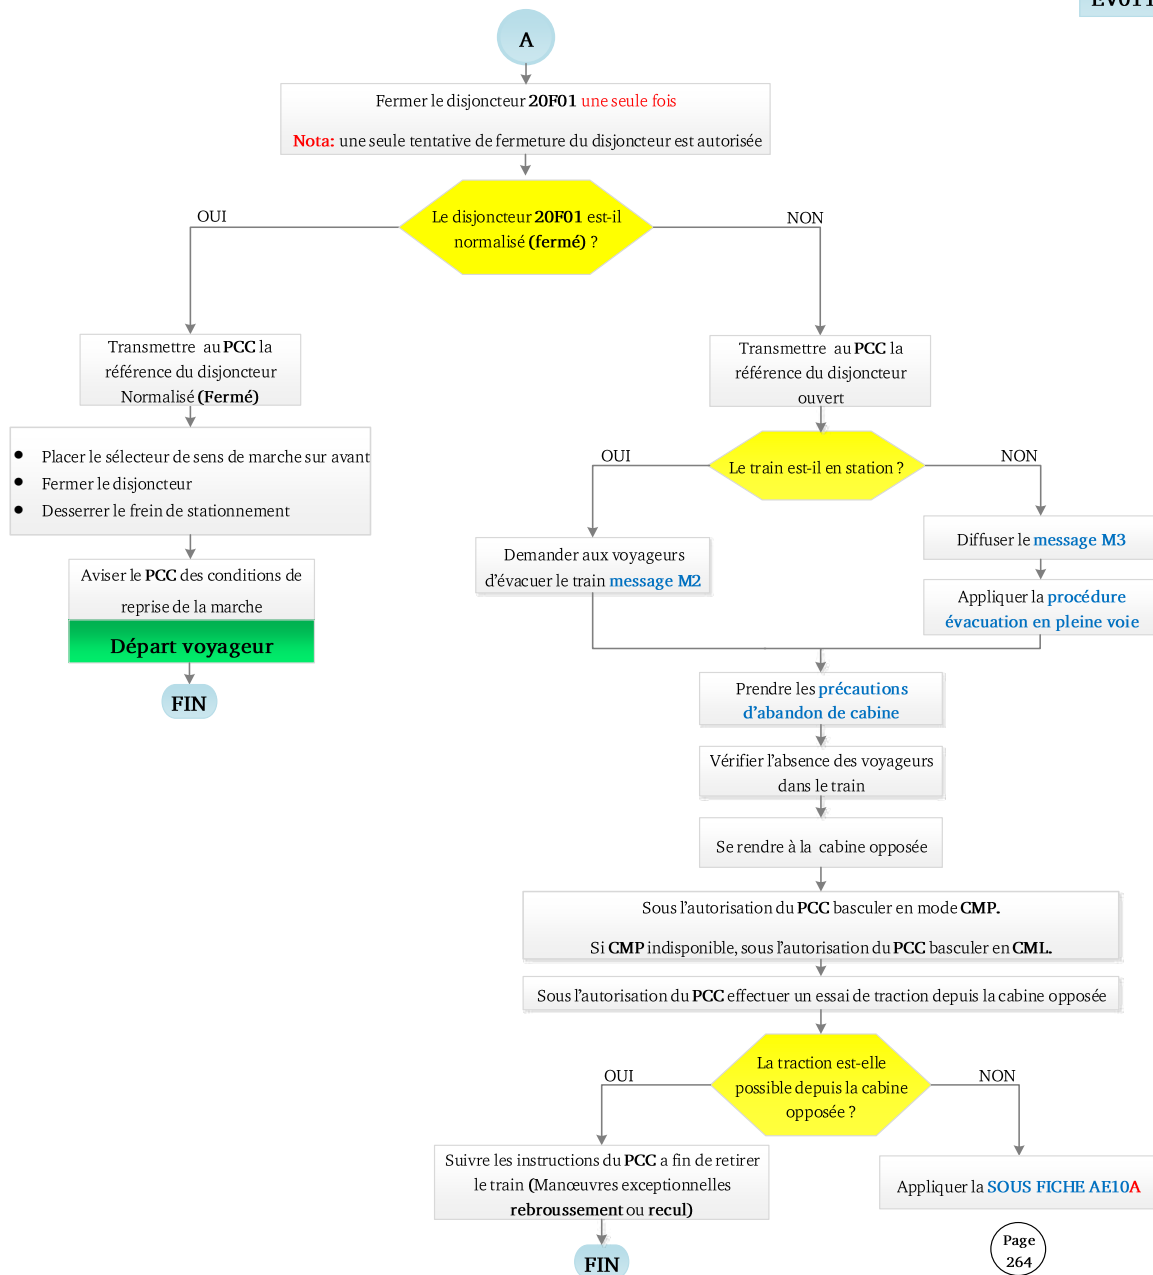 A
Fermer le disjoncteur 20F01 une seule fois
Nota: une seule tentative de fermeture du disjoncteur est autorisée
Le disjoncteur 20F01 est-il
normalisé (fermé) ?
OUI
NON
Transmettre au PCC la
référence du disjoncteur
Normalisé (Fermé)
• Placer le sélecteur de sens de marche sur avant
• Fermer le disjoncteur
• Desserrer le frein de stationnement
Aviser le PCC des conditions de
reprise de la marche
Départ voyageur
FIN
Transmettre au PCC la
référence du disjoncteur
ouvert
Le train est-il en station ?
OUI
NON
Demander aux voyageurs
d’évacuer le train message M2
Diffuser le message M3
Appliquer la procédure
évacuation en pleine voie
Prendre les précautions
d’abandon de cabine
Vérifier l’absence des voyageurs
dans le train
Se rendre à la cabine opposée
Sous l’autorisation du PCC basculer en mode CMP.
Si CMP indisponible, sous l’autorisation du PCC basculer en CML.
Sous l’autorisation du PCC effectuer un essai de traction depuis la cabine opposée
La traction est-elle
possible depuis la cabine
opposée ?
OUI
NON
Suivre les instructions du PCC a fin de retirer
le train (Manœuvres exceptionnelles
rebroussement ou recul)
FIN
Appliquer la SOUS FICHE AE10A
Page
264